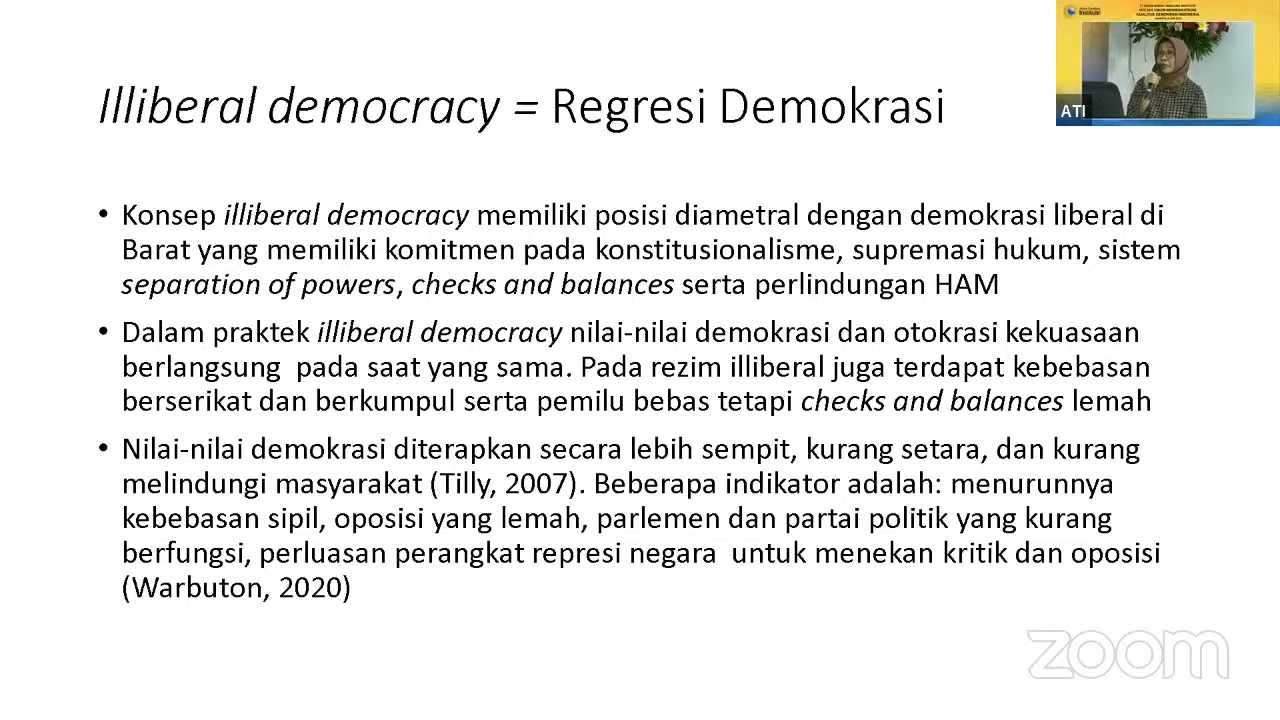 Illiberal democracy = Regresi Demokrasi
• Konsep illiberal democracy memiliki posisi diametral dengan demokrasi liberal di
Barat yang memiliki komitmen pada konstitusionalisme, supremasi hukum, sistem
separation of powers, checks and balances serta perlindungan HAM
• Dalam praktek illiberal democracy nilai-nilai demokrasi dan otokrasi kekuasaan
berlangsung  pada saat yang sama. Pada rezim illiberal juga terdapat kebebasan
berserikat dan berkumpul serta pemilu bebas tetapi checks and balances lemah
• Nilai-nilai demokrasi diterapkan secara lebih sempit, kurang setara, dan kurang
melindungi masyarakat (Tilly, 2007). Beberapa indikator adalah: menurunnya
kebebasan sipil, oposisi yang lemah, parlemen dan partai politik yang kurang
berfungsi, perluasan perangkat represi negara  untuk menekan kritik dan oposisi
(Warbuton, 2020)
Institute
KUALITAS DEMOKRASI INDONESIA
ATI
zoom